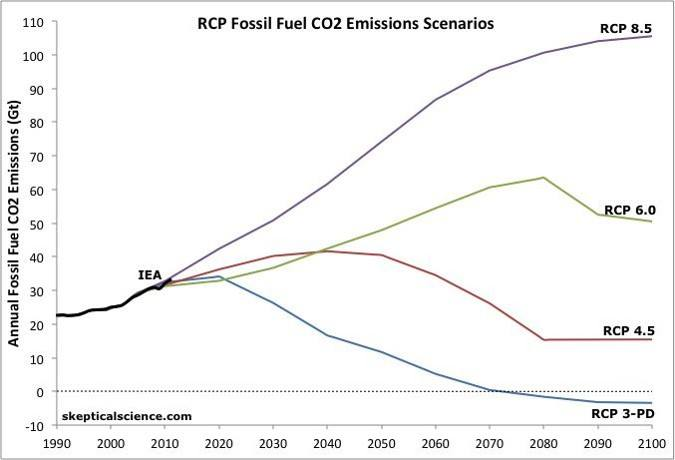 RCP Fossil Fuel CO2 Emissions Scenarios
Annual Fossil Fuel CO2 Emissions (Gt)
110
100
90
80
70
60
50
40
30
20
10
0
-10
RCP 8.5
RCP 6.0
IEA
RCP 4.5
RCP 3-PD
skepticalscience.com
1990 2000 2010 2020 2030 2040 2050 2060 2070 2080 2090 2100